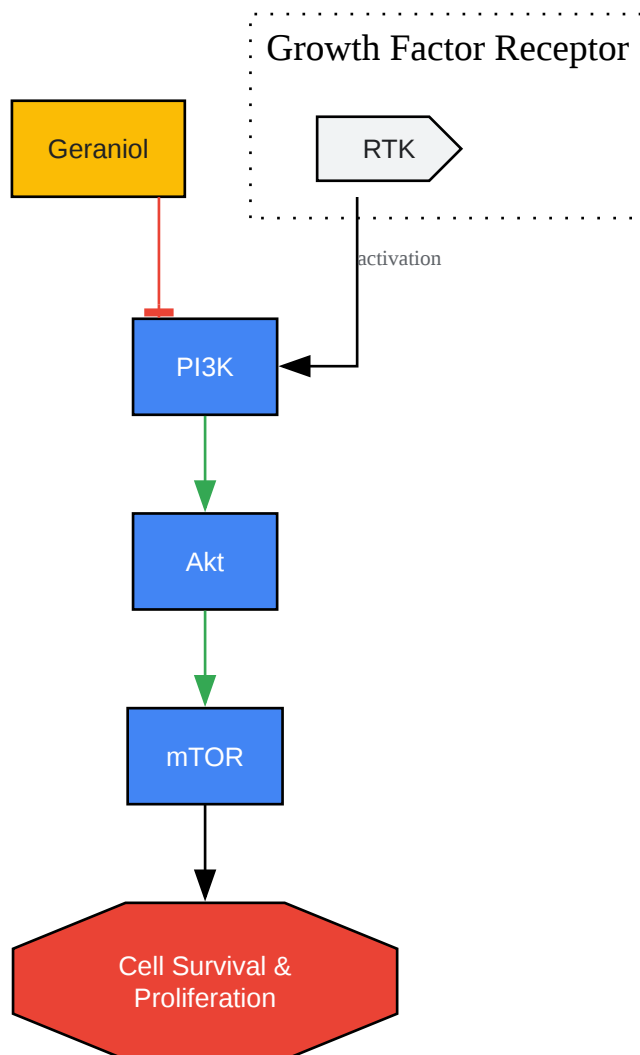 Growth Factor Receptor
Geraniol
RTK
activation
PI3K
Akt
mTOR
Cell Survival &
Proliferation